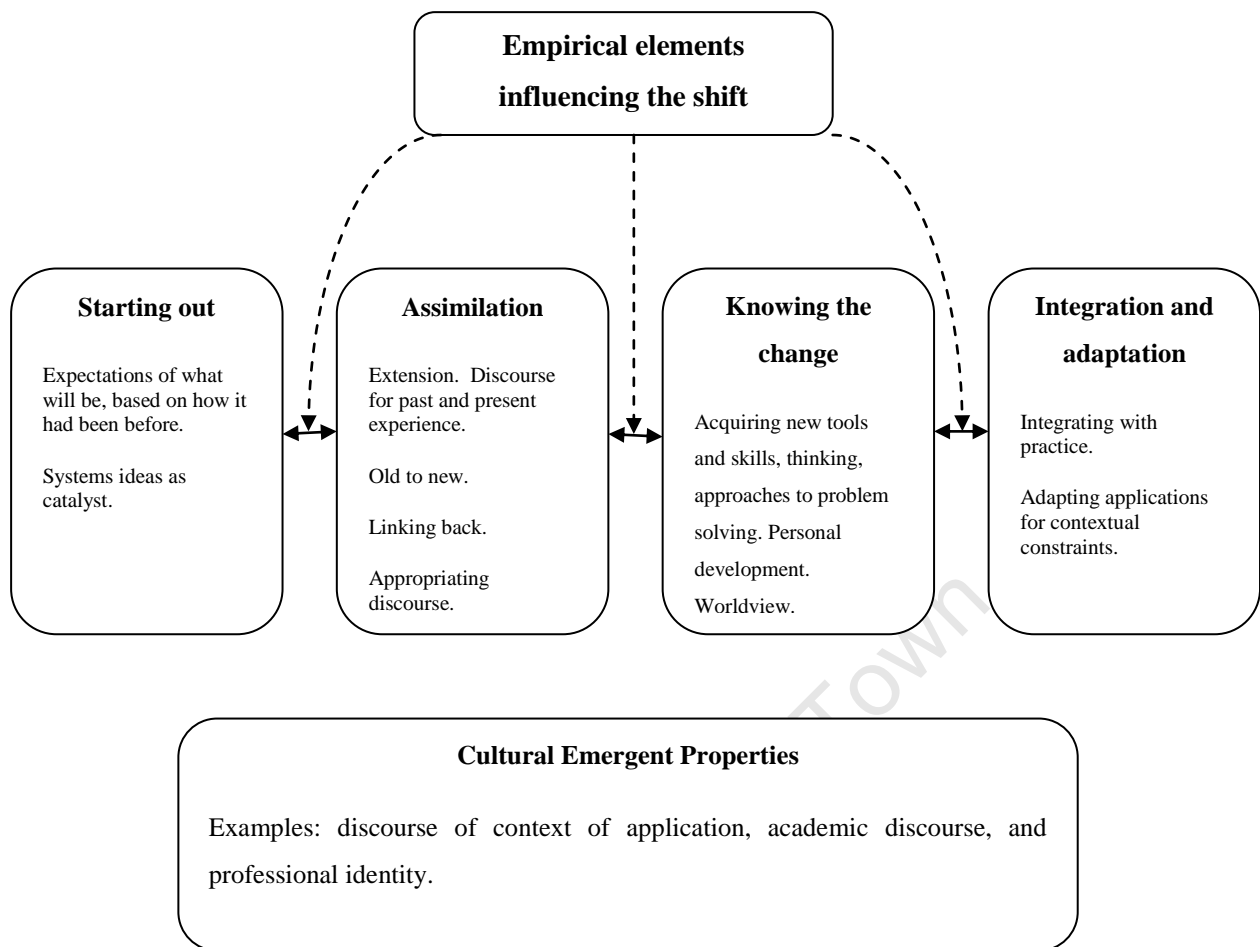 Empirical elements
influencing the shift
Starting out
Expectations of what
will be, based on how it
had been before.
Systems ideas as
catalyst.
Assimilation
Extension.  Discourse
for past and present
experience.
Old to new.
Linking back.
Appropriating
discourse.
Knowing the
change
Acquiring new tools
and skills, thinking,
approaches to problem
solving. Personal
development.
Worldview.
Integration and
adaptation
Integrating with
practice.
Adapting applications
for contextual
constraints.
Town
Cultural Emergent Properties
Examples: discourse of context of application, academic discourse, and
professional identity.